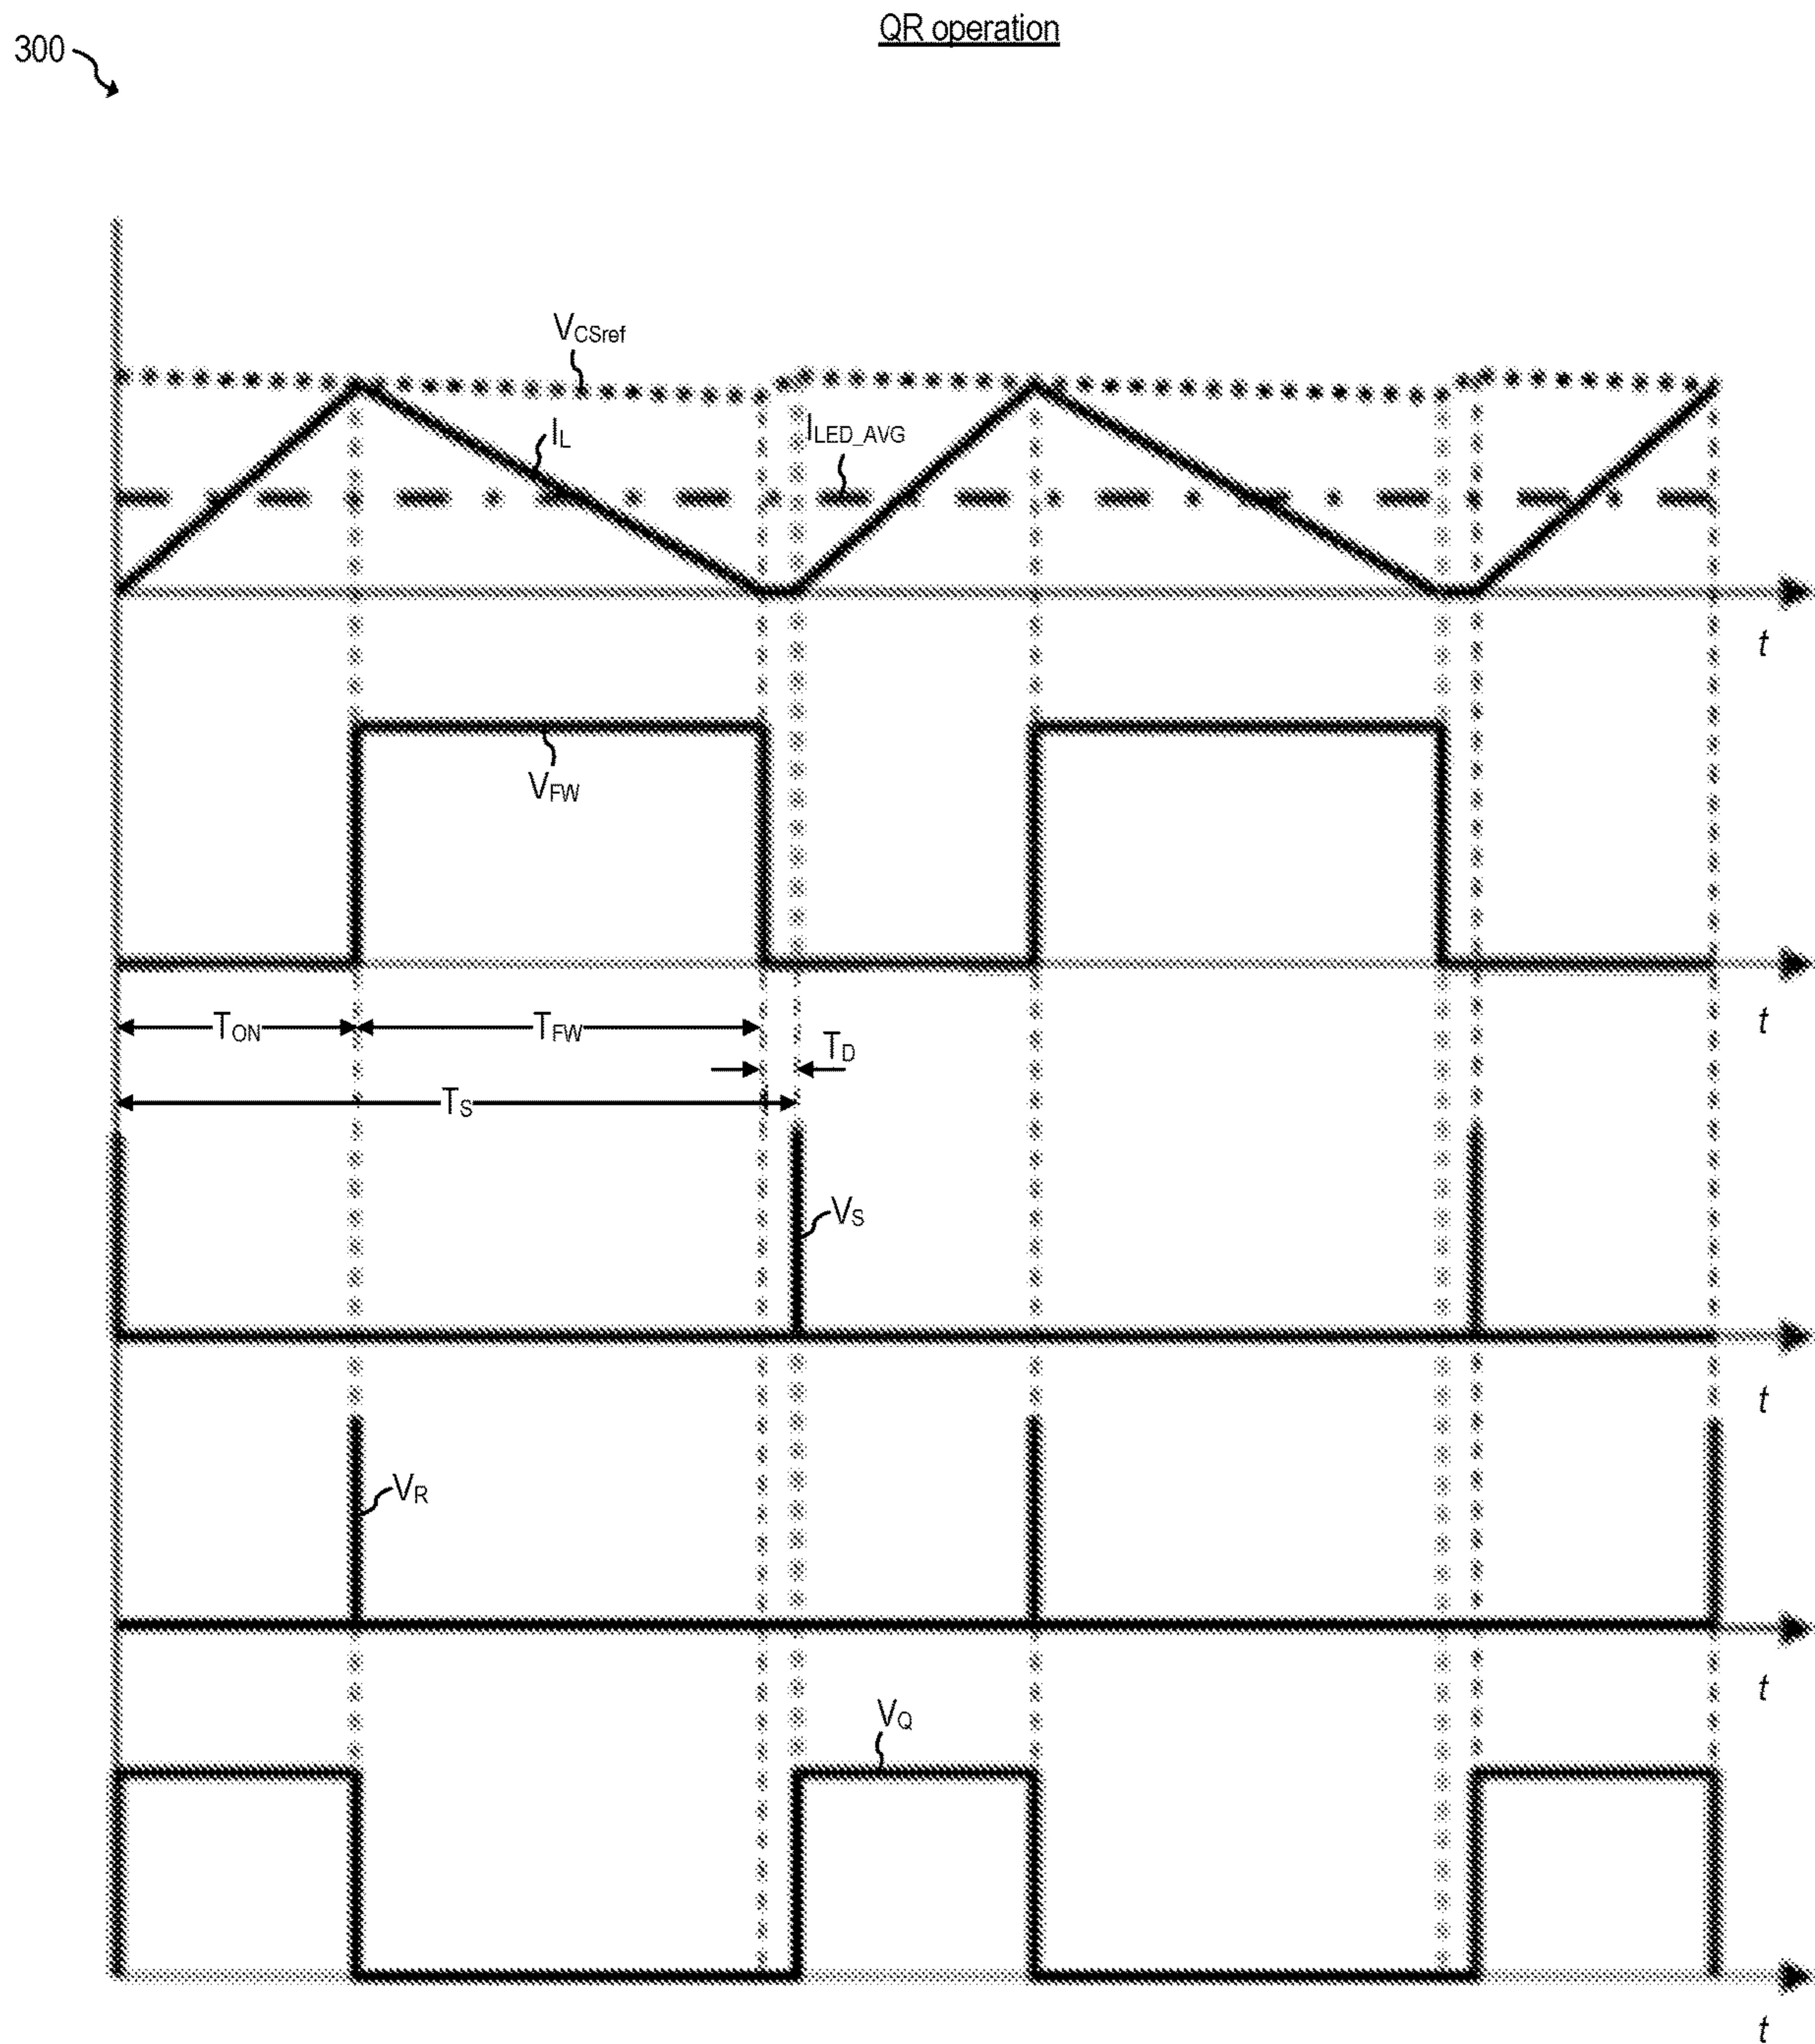 QR operation
300
VCSref
IL
ILED_AVG
t
VFW
t
TON
TFW
TD
TS
VS
t
VR
t
VQ
t